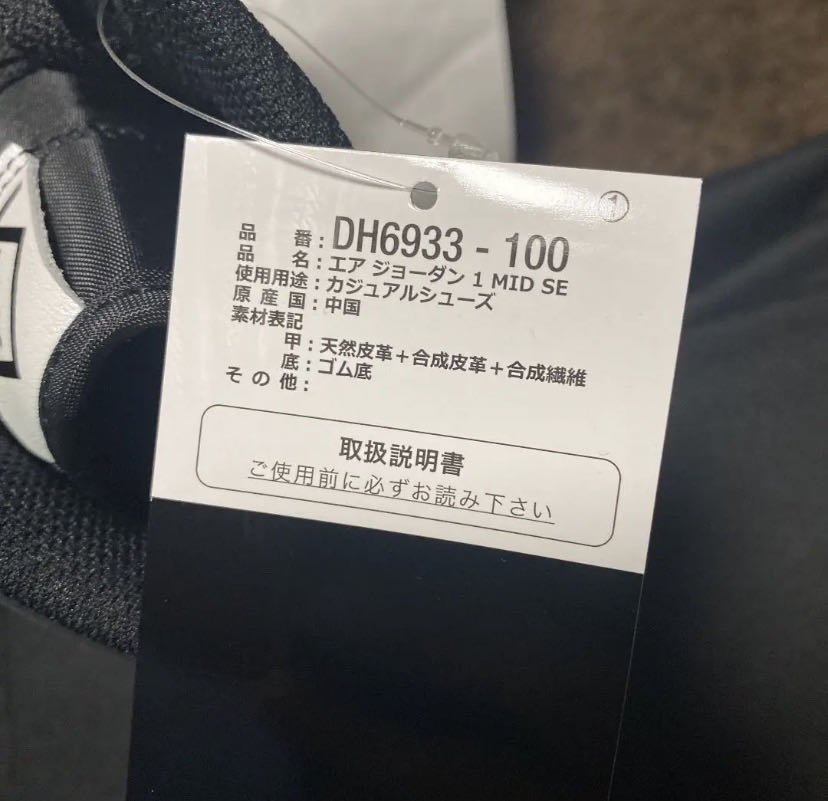 ①
品番：DH6933 - 100
品名：エア ジョーダン 1 MID SE
使用用途：カジュアルシューズ
原産国：中国
素材表記
甲：天然皮革＋合成皮革＋合成繊維
底：ゴム底
その他：
取扱説明書
ご使用前に必ずお読み下さい